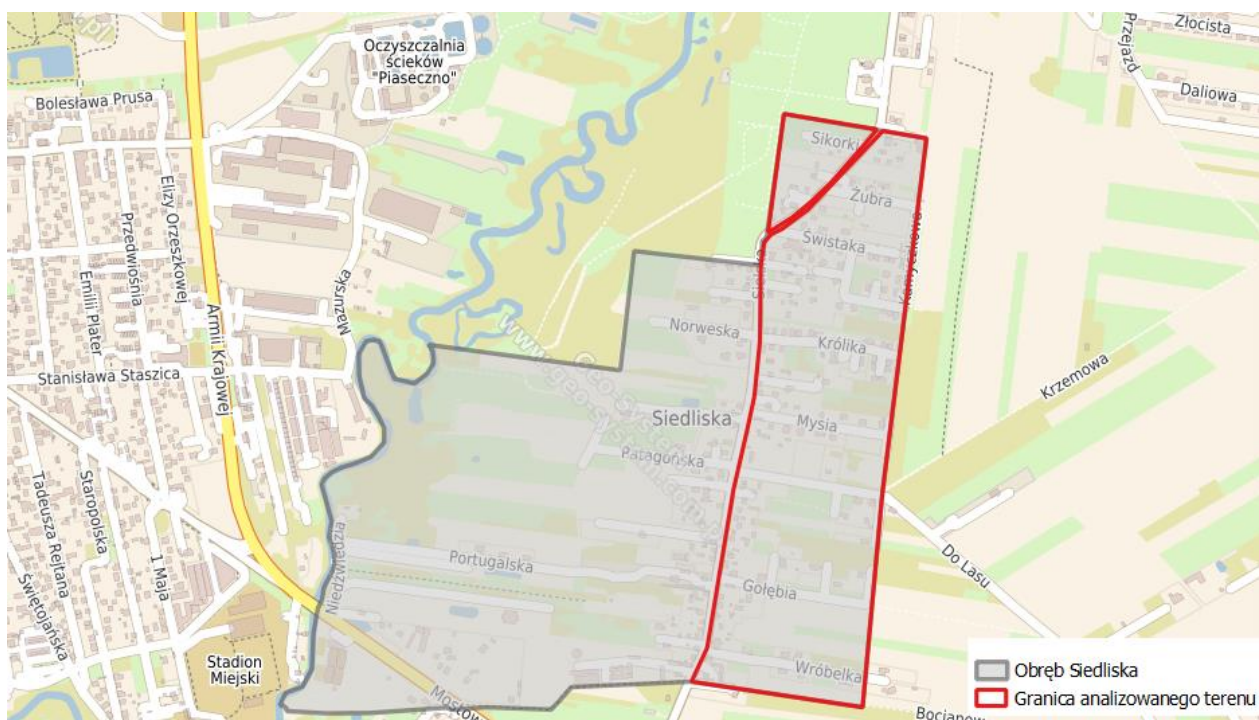 Złocista
Przejazd
Daliowa
Oczyszczalnia
ścieków
"Piaseczno"
Bolesława Prusa
Elizy Orzeszkowej
Przedwiośnia
Emilii Plater
Armii Krajowej
Mazurska
Stanisława Staszica
Sikorki
Żubra
Świstaka
Kamyczkowa
Norweska
Królika
Krzemowa
Siedliska
Mysia
Patagońska
Staropolska
Tadeusza Rejtana
1 Maja
Świętojańska
Niedźwiedzia
Portugalska
Gołębia
Do Lasu
Stadion
Miejski
Wróbelka
Obręb Siedliska
Granica analizowanego terenu